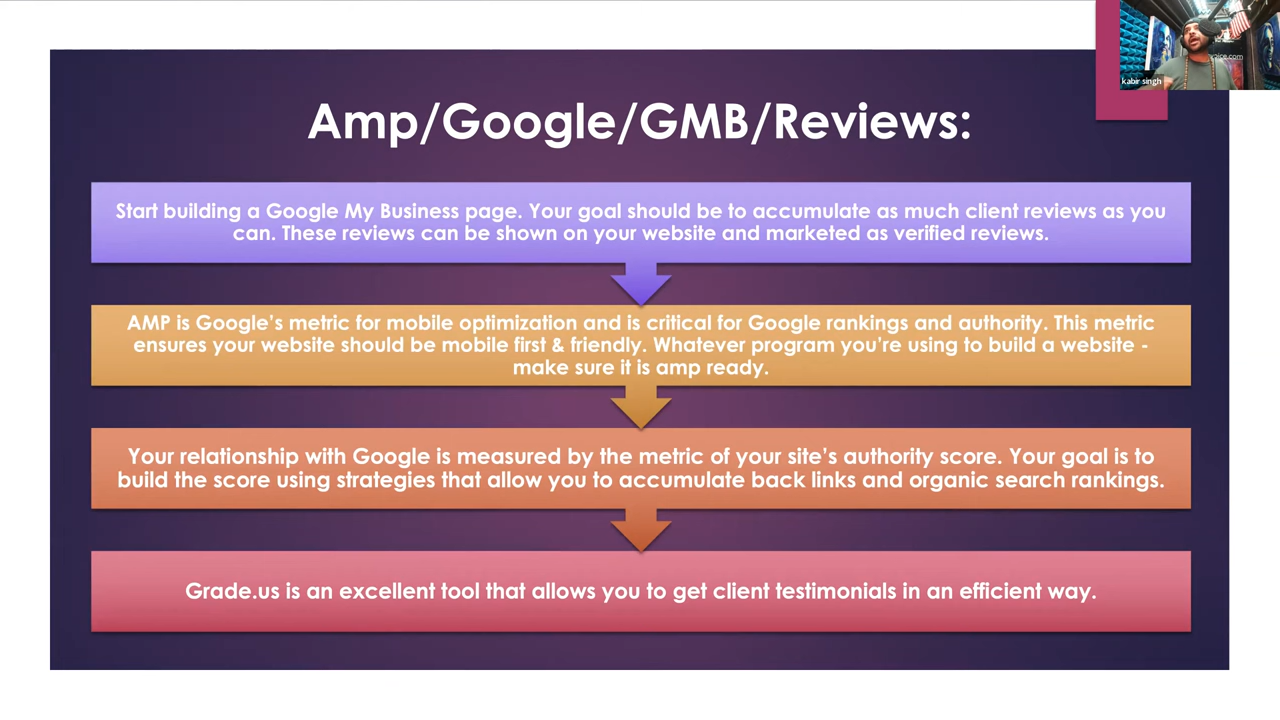 Amp/Google/GMB/Reviews:
kabir singh
Start building a Google My Business page. Your goal should be to accumulate as much client reviews as you
can. These reviews can be shown on your website and marketed as verified reviews.
AMP is Google’s metric for mobile optimization and is critical for Google rankings and authority. This metric
ensures your website should be mobile first & friendly. Whatever program you’re using to build a website -
make sure it is amp ready.
Your relationship with Google is measured by the metric of your site’s authority score. Your goal is to
build the score using strategies that allow you to accumulate back links and organic search rankings.
Grade.us is an excellent tool that allows you to get client testimonials in an efficient way.